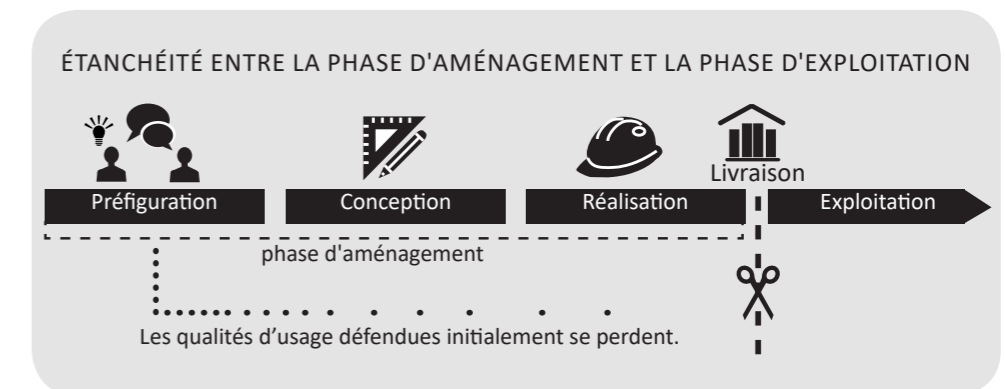 ÉTANCHÉITÉ ENTRE LA PHASE D'AMÉNAGEMENT ET LA PHASE D'EXPLOITATION
Livraison
Préfiguration
Conception
Réalisation
Exploitation
phase d'aménagement
Les qualités d’usage défendues initialement se perdent.